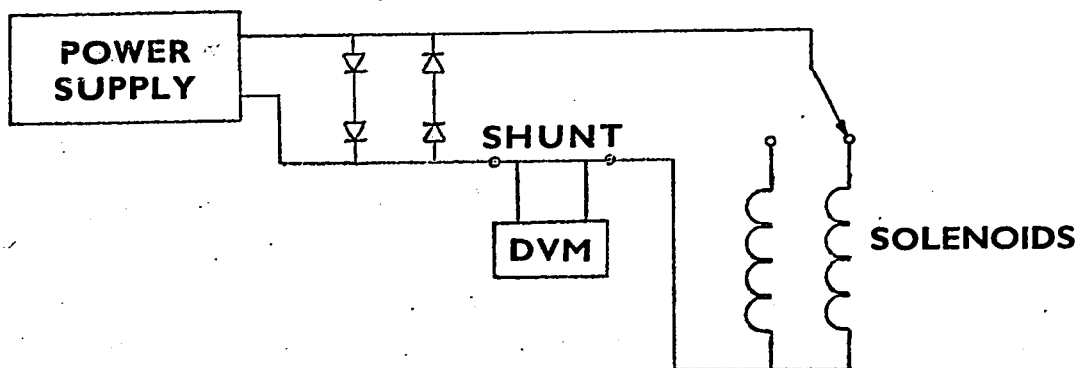 POWER
SUPPLY
SHUNT
DVM
SOLENOIDS